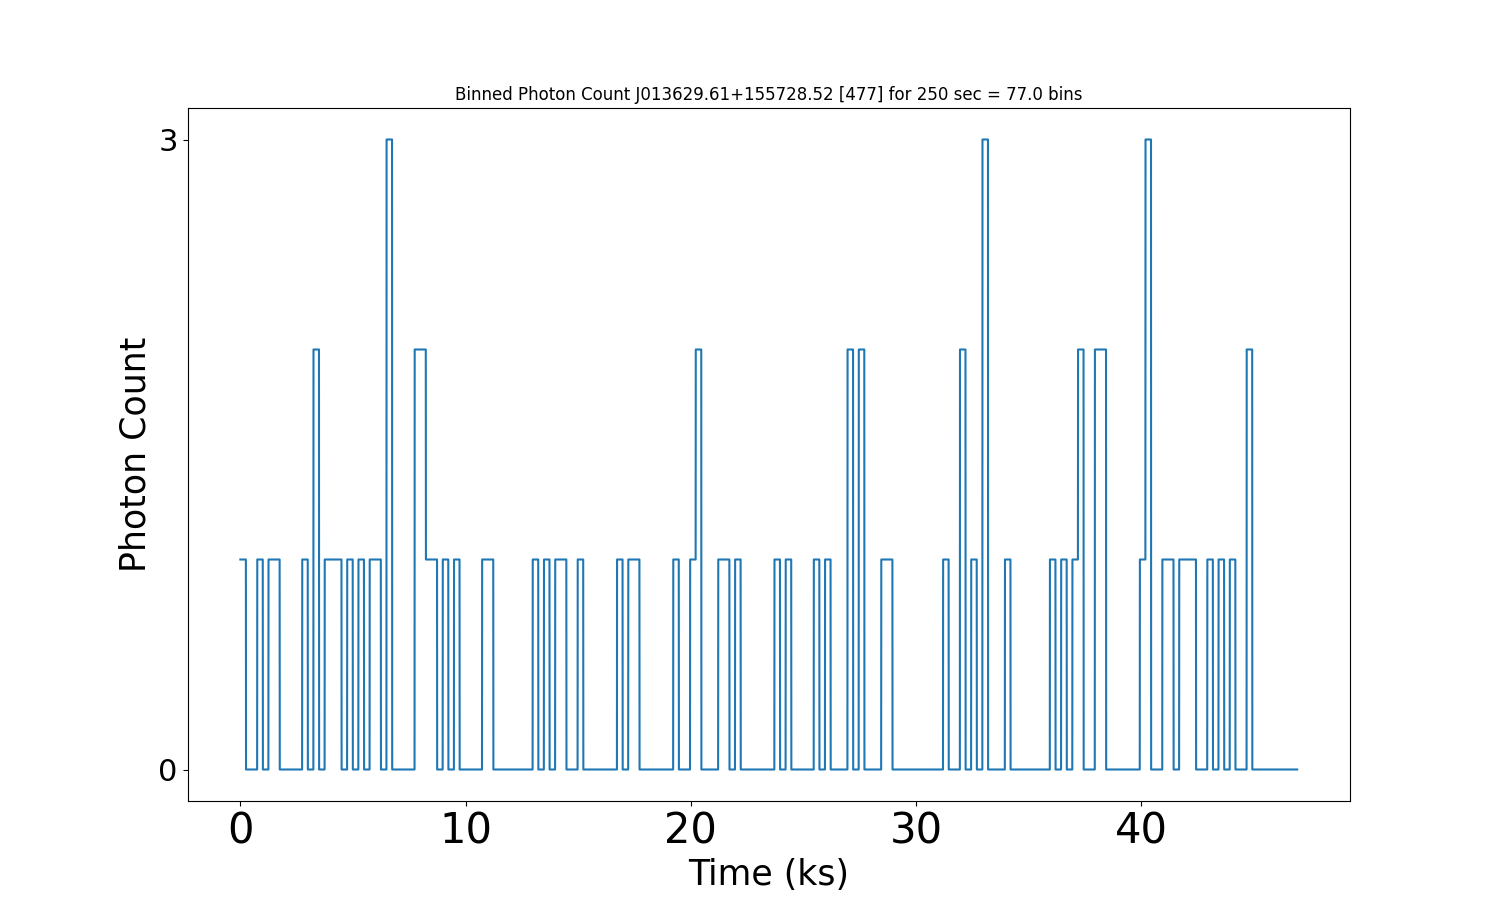 Binned Photon Count J013629.61+155728.52 [477] for 250 sec = 77.0 bins
3
Photon Count
0
0 10 20 30 40
Time (ks)